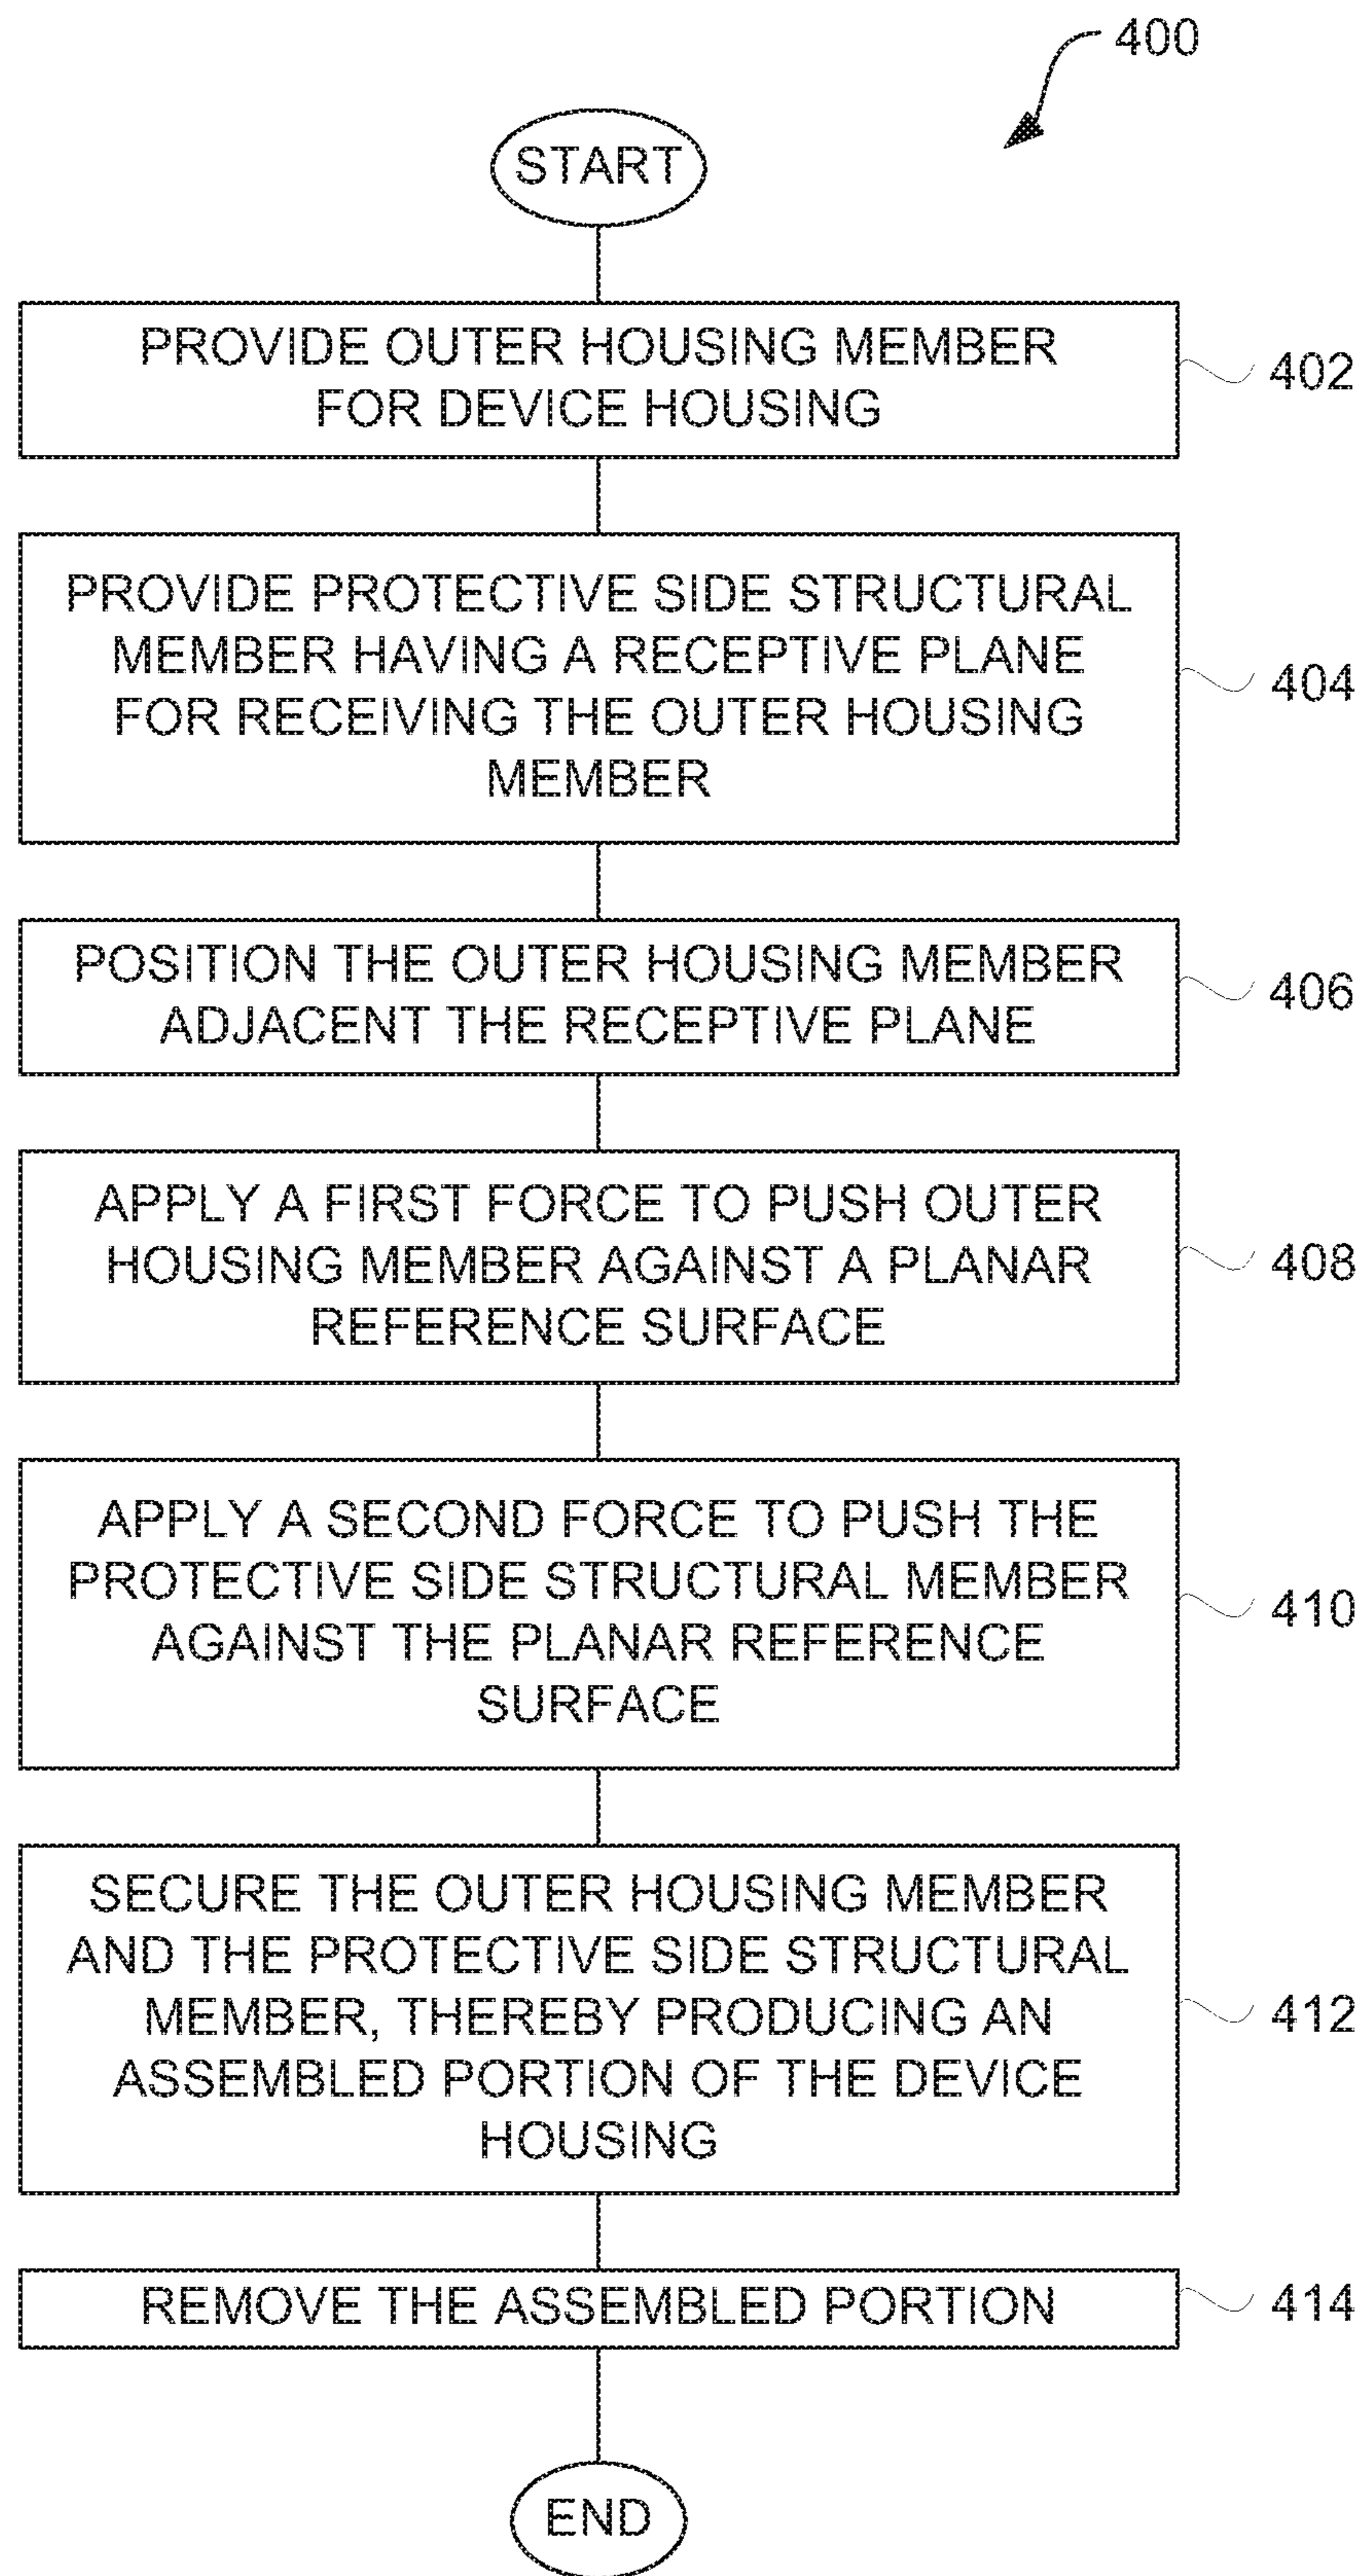 400
START
PROVIDE OUTER HOUSING MEMBER
FOR DEVICE HOUSING
402
PROVIDE PROTECTIVE SIDE STRUCTURAL
MEMBER HAVING A RECEPTIVE PLANE
FOR RECEIVING THE OUTER HOUSING
MEMBER
404
POSITION THE OUTER HOUSING MEMBER
ADJACENT THE RECEPTIVE PLANE
406
APPLY A FIRST FORCE TO PUSH OUTER
HOUSING MEMBER AGAINST A PLANAR
REFERENCE SURFACE
408
APPLY A SECOND FORCE TO PUSH THE
PROTECTIVE SIDE STRUCTURAL MEMBER
AGAINST THE PLANAR REFERENCE
SURFACE
410
SECURE THE OUTER HOUSING MEMBER
AND THE PROTECTIVE SIDE STRUCTURAL
MEMBER, THEREBY PRODUCING AN
ASSEMBLED PORTION OF THE DEVICE
HOUSING
412
REMOVE THE ASSEMBLED PORTION
414
END